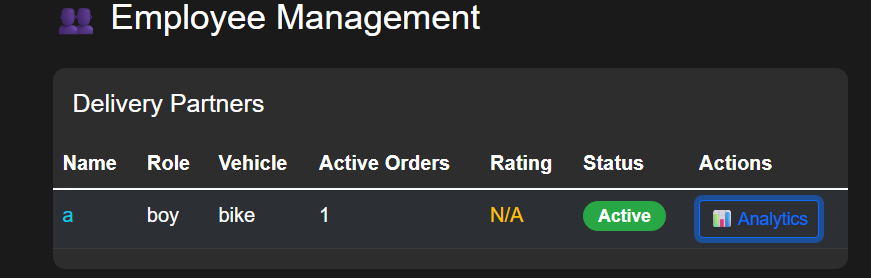 Employee Management
Delivery Partners
Name Role Vehicle Active Orders Rating Status Actions
a boy bike 1 N/A Active Analytics